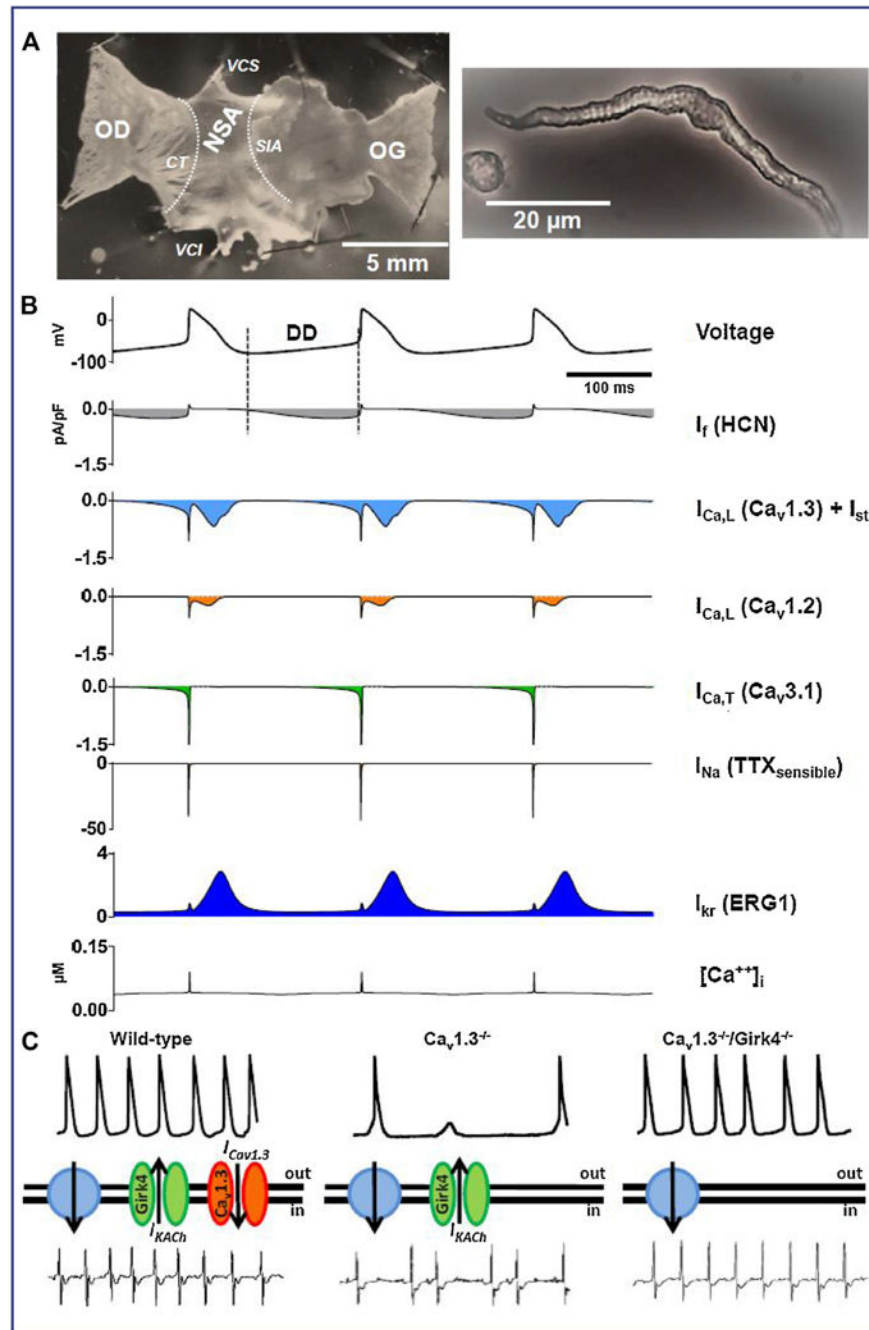 A
VCS
OD
NSA
CT
SIA
OG
VCI
5 mm
20 µm
B
mV
0
-100
DD
Voltage
100 ms
pA/pF
0.0
-1.5
I_f (HCN)
0.0
-1.5
I_Ca,L (Ca_v1.3) + I_st
0.0
-1.5
I_Ca,L (Ca_v1.2)
0.0
-1.5
I_Ca,T (Ca_v3.1)
0
-50
I_Na (TTX_sensible)
4
0
I_kr (ERG1)
µM
0.15
0.00
[Ca⁺⁺]_i
C
Wild-type
Ca_v1.3⁻/⁻
Ca_v1.3⁻/⁻/Girk4⁻/⁻
I_Cav1.3
Girk4
Ca_v1.3
out
in
I_KACh
Girk4
out
in
I_KACh
out
in